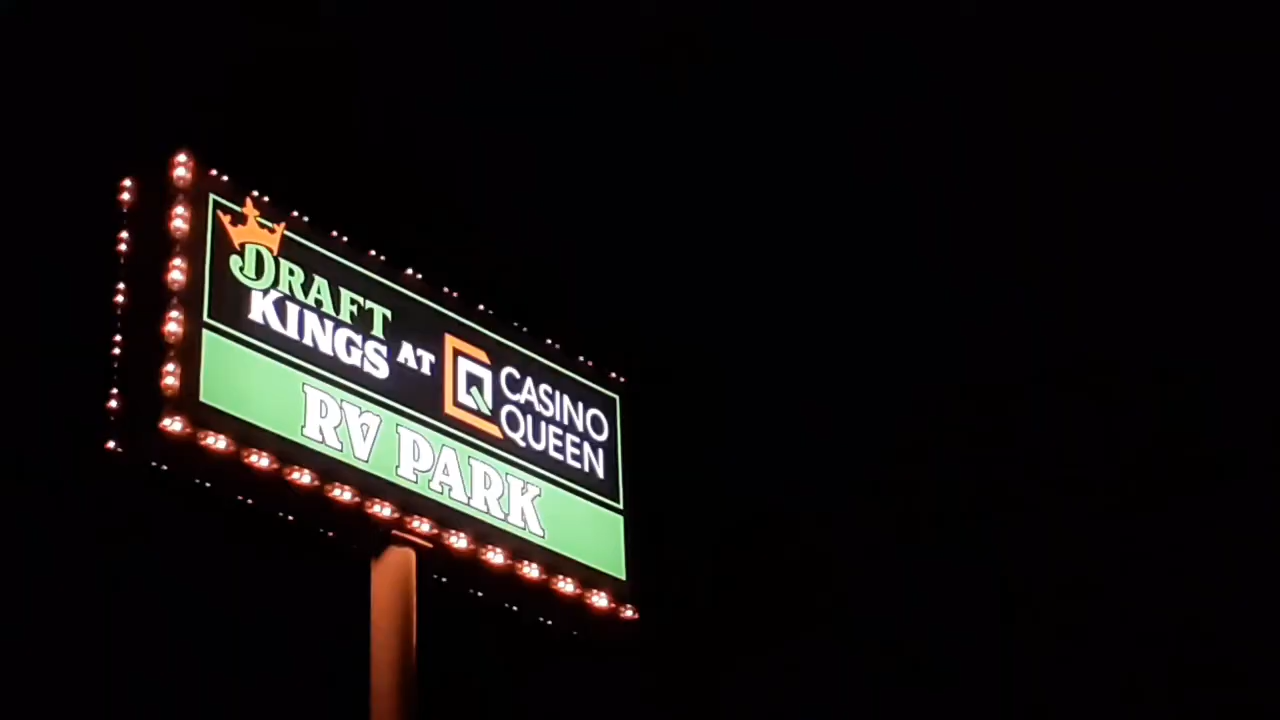 DRAFT
KINGS AT
CASINO
QUEEN
RV PARK